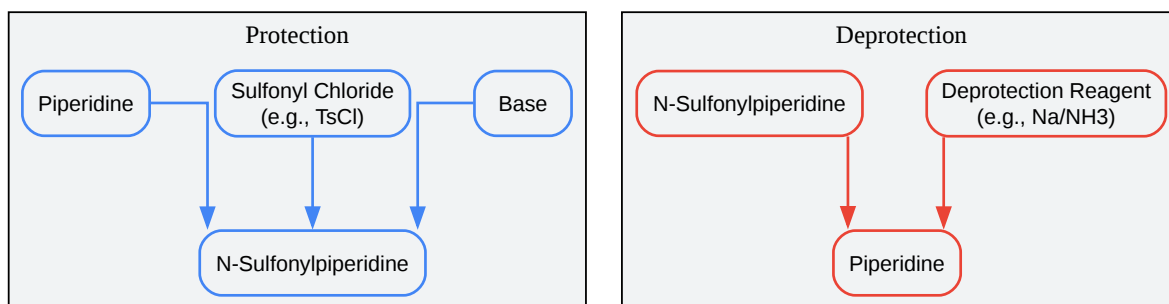 Protection
Piperidine
Sulfonyl Chloride
(e.g., TsCl)
Base
N-Sulfonylpiperidine
Deprotection
N-Sulfonylpiperidine
Deprotection Reagent
(e.g., Na/NH3)
Piperidine